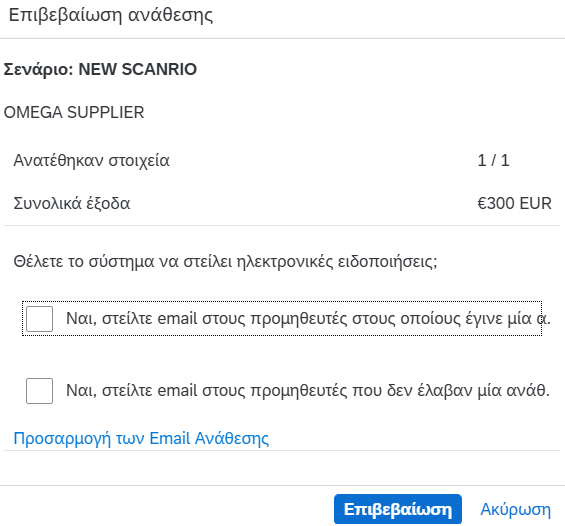 Επιβεβαίωση ανάθεσης
Σενάριο: NEW SCANRIO
OMEGA SUPPLIER
Ανατέθηκαν στοιχεία 1 / 1
Συνολικά έξοδα €300 EUR
Θέλετε το σύστημα να στείλει ηλεκτρονικές ειδοποιήσεις;
Ναι, στείλτε email στους προμηθευτές στους οποίους έγινε μία α.
Ναι, στείλτε email στους προμηθευτές που δεν έλαβαν μία ανάθ.
Προσαρμογή των Email Ανάθεσης
Επιβεβαίωση Ακύρωση